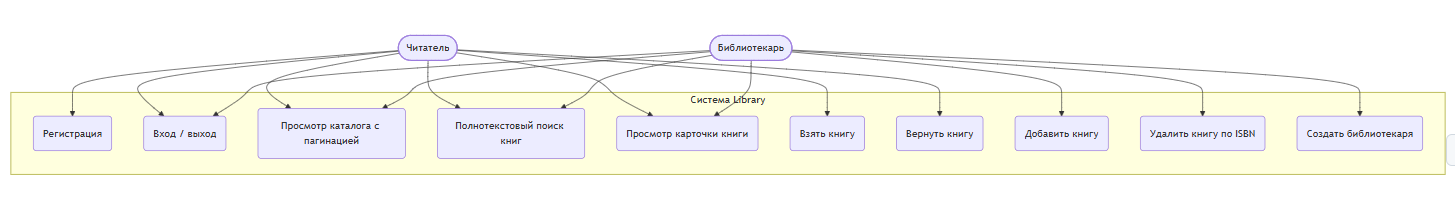 Читатель
Библиотекарь
Система Library
Регистрация
Вход / выход
Просмотр каталога с
пагинацией
Полнотекстовый поиск
книг
Просмотр карточки книги
Взять книгу
Вернуть книгу
Добавить книгу
Удалить книгу по ISBN
Создать библиотекаря